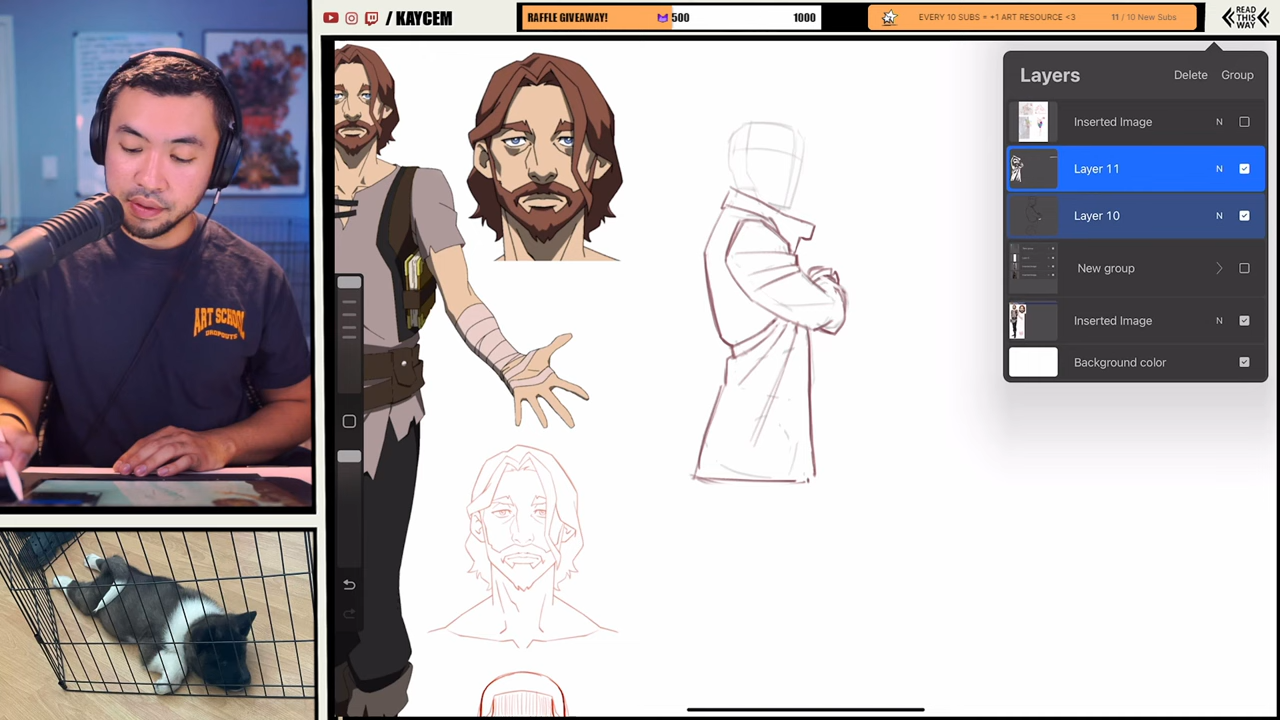 / KAYCEM
RAFFLE GIVEAWAY!
500
1000
EVERY 10 SUBS = +1 ART RESOURCE <3
11 / 10 New Subs
READ
THIS
WAY
Layers
Delete
Group
Inserted Image
N
Layer 11
N
Layer 10
N
New group
Inserted Image
N
Background color
ART SCHOOL
DROPOUTS